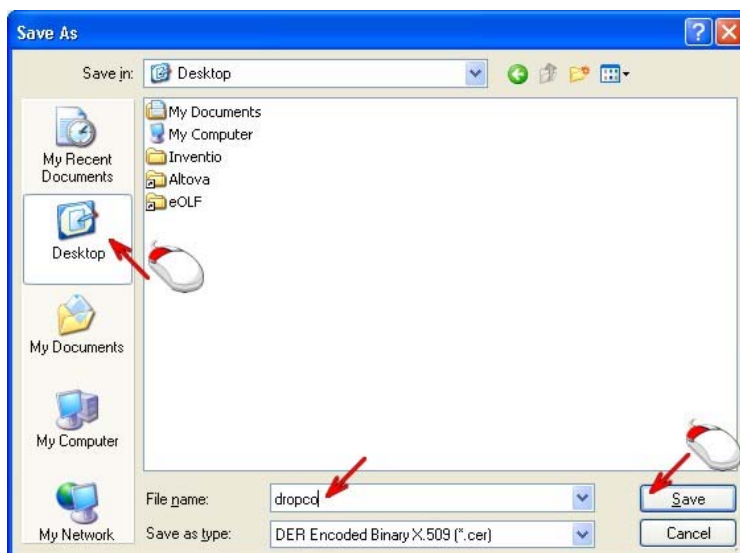 Save As
Save in:
Desktop
My Documents
My Computer
Inventio
Altova
eOLF
My Recent
Documents
Desktop
My Documents
My Computer
My Network
File name:
dropco
Save
Save as type:
DER Encoded Binary X.509 (*.cer)
Cancel